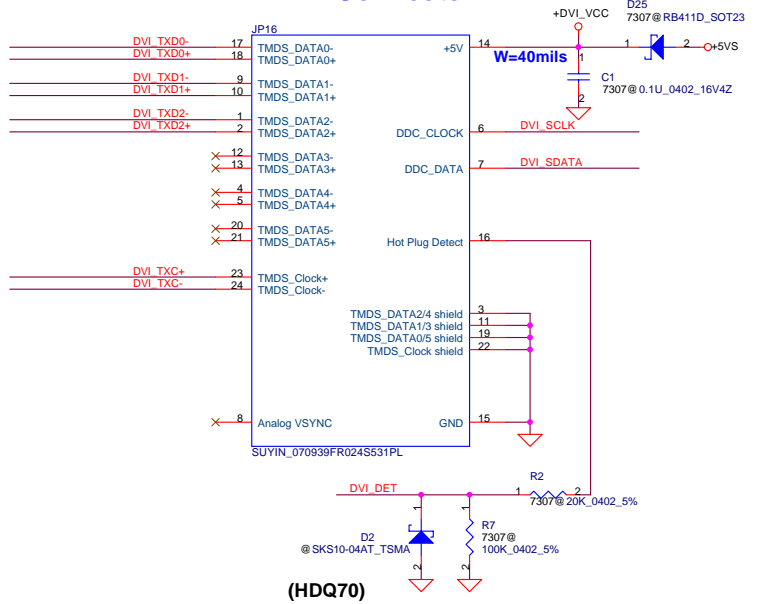 D25
+DVI_VCC
7307@RB411D_SOT23
JP16
DVI_TXD0- 17 TMDS_DATA0- +5V 14 W=40mils 1 2 +5VS
DVI_TXD0+ 18 TMDS_DATA0+
1
C1
7307@0.1U_0402_16V4Z
2
DVI_TXD1- 9 TMDS_DATA1-
DVI_TXD1+ 10 TMDS_DATA1+
DVI_TXD2- 1 TMDS_DATA2-
DVI_TXD2+ 2 TMDS_DATA2+
DDC_CLOCK 6 DVI_SCLK
12 TMDS_DATA3-
13 TMDS_DATA3+
DDC_DATA 7 DVI_SDATA
4 TMDS_DATA4-
5 TMDS_DATA4+
20 TMDS_DATA5-
21 TMDS_DATA5+
Hot Plug Detect 16
DVI_TXC+ 23 TMDS_Clock+
DVI_TXC- 24 TMDS_Clock-
TMDS_DATA2/4 shield 3
TMDS_DATA1/3 shield 11
TMDS_DATA0/5 shield 19
TMDS_Clock shield 22
8 Analog VSYNC GND 15
SUYIN_070939FR024S531PL
R2
DVI_DET 1 2
7307@20K_0402_5%
1 1
D2
@SKS10-04AT_TSMA
R7
7307@
100K_0402_5%
2 2
(HDQ70)